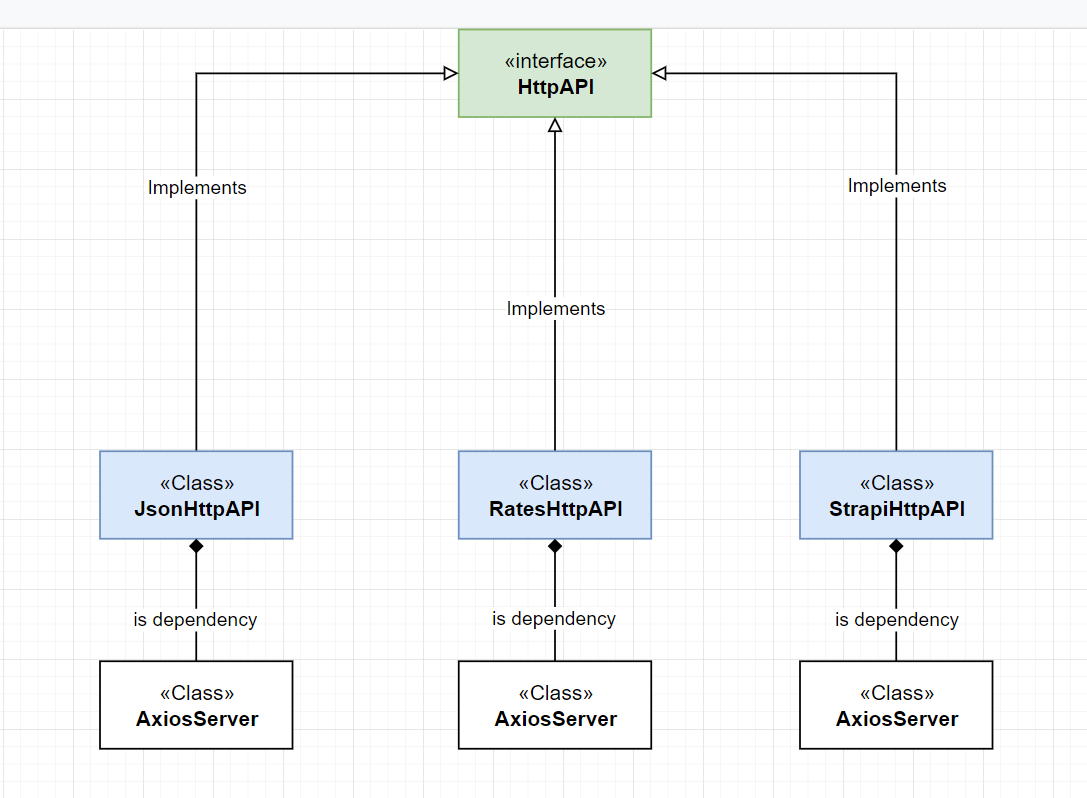 «interface»
HttpAPI
Implements
Implements
Implements
«Class»
JsonHttpAPI
«Class»
RatesHttpAPI
«Class»
StrapiHttpAPI
is dependency
is dependency
is dependency
«Class»
AxiosServer
«Class»
AxiosServer
«Class»
AxiosServer